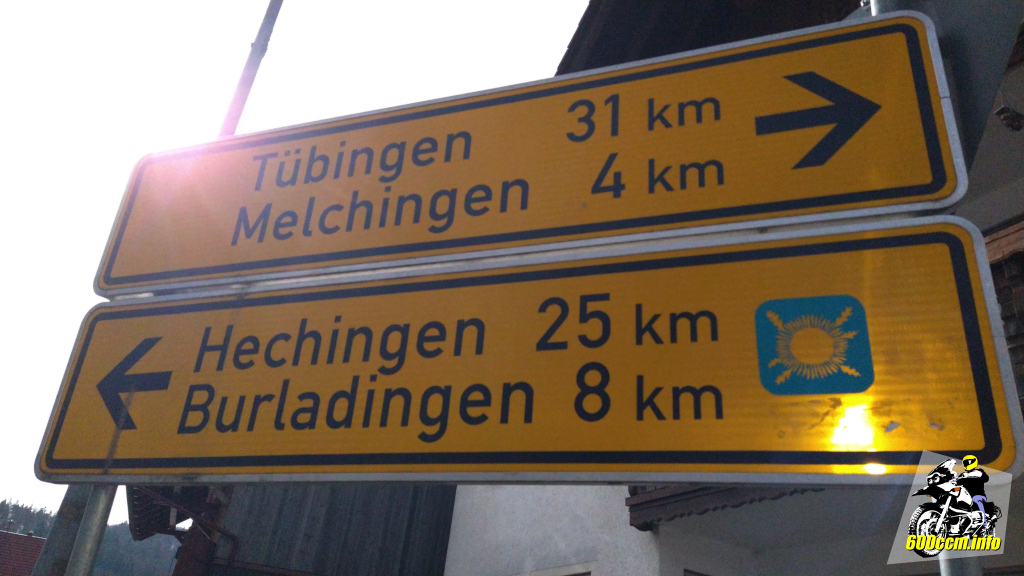 Tübingen 31 km
Melchingen 4 km
Hechingen 25 km
Burladingen 8 km
600ccm.info